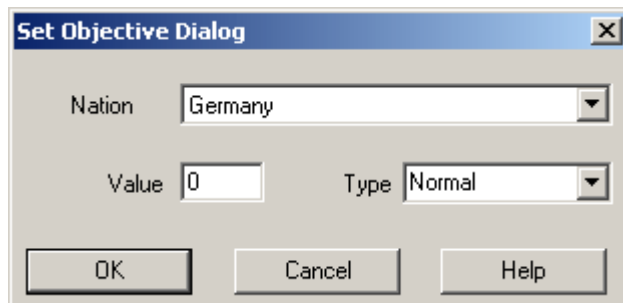 Set Objective Dialog
Nation Germany
Value 0 Type Normal
OK Cancel Help